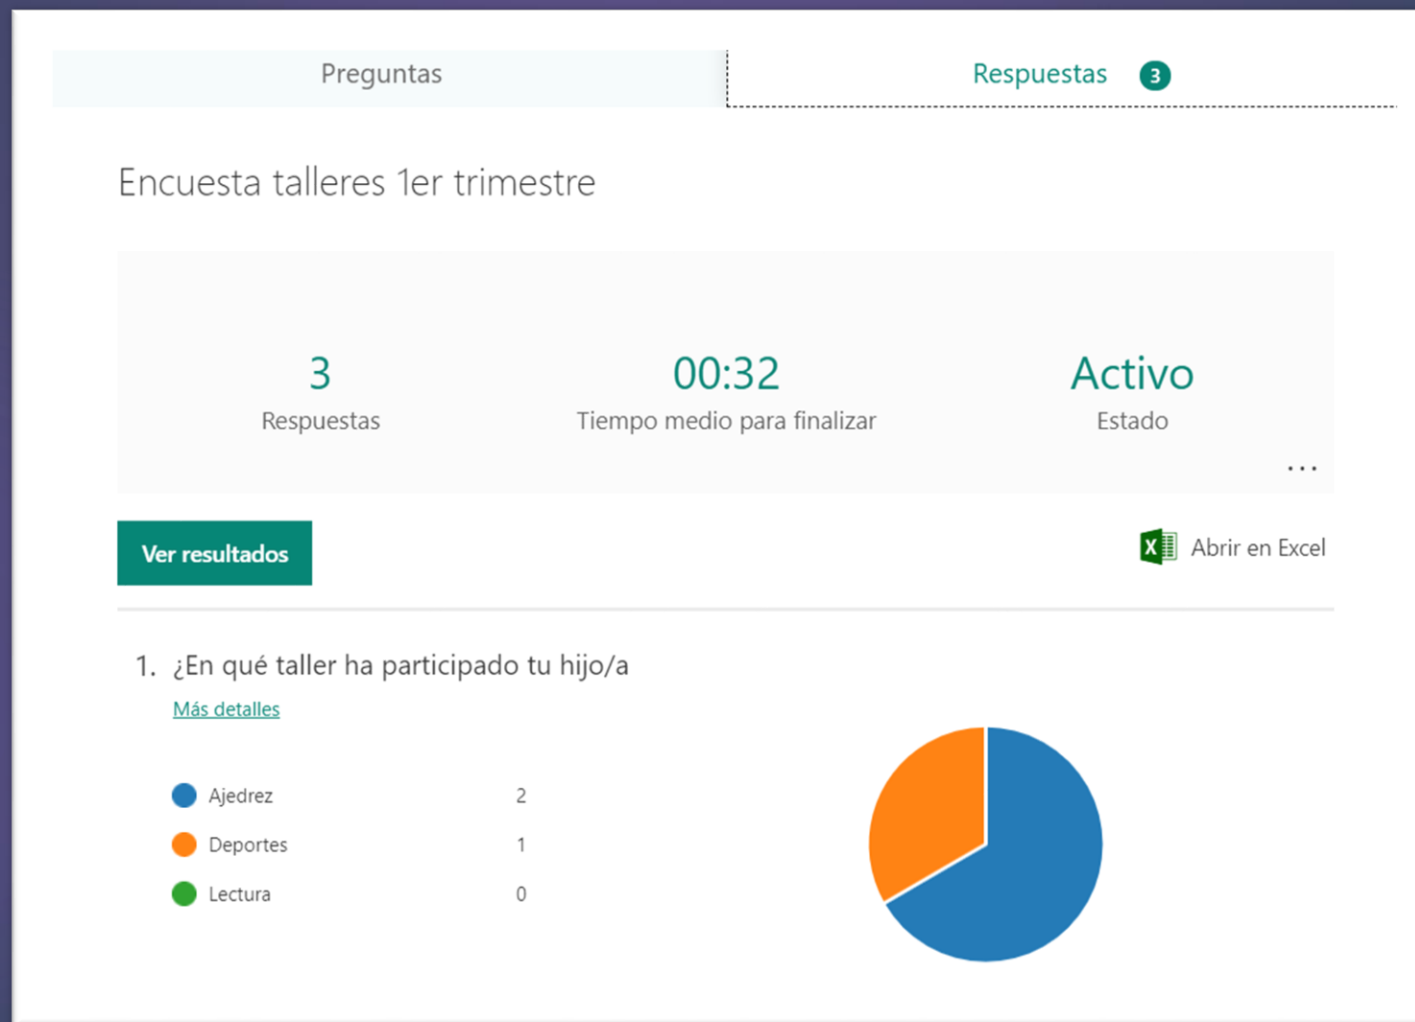 Preguntas
Respuestas 3
Encuesta talleres 1er trimestre
3 00:32 Activo
Respuestas Tiempo medio para finalizar Estado
...
Ver resultados
Abrir en Excel
1. ¿En qué taller ha participado tu hijo/a
Más detalles
Ajedrez 2
Deportes 1
Lectura 0